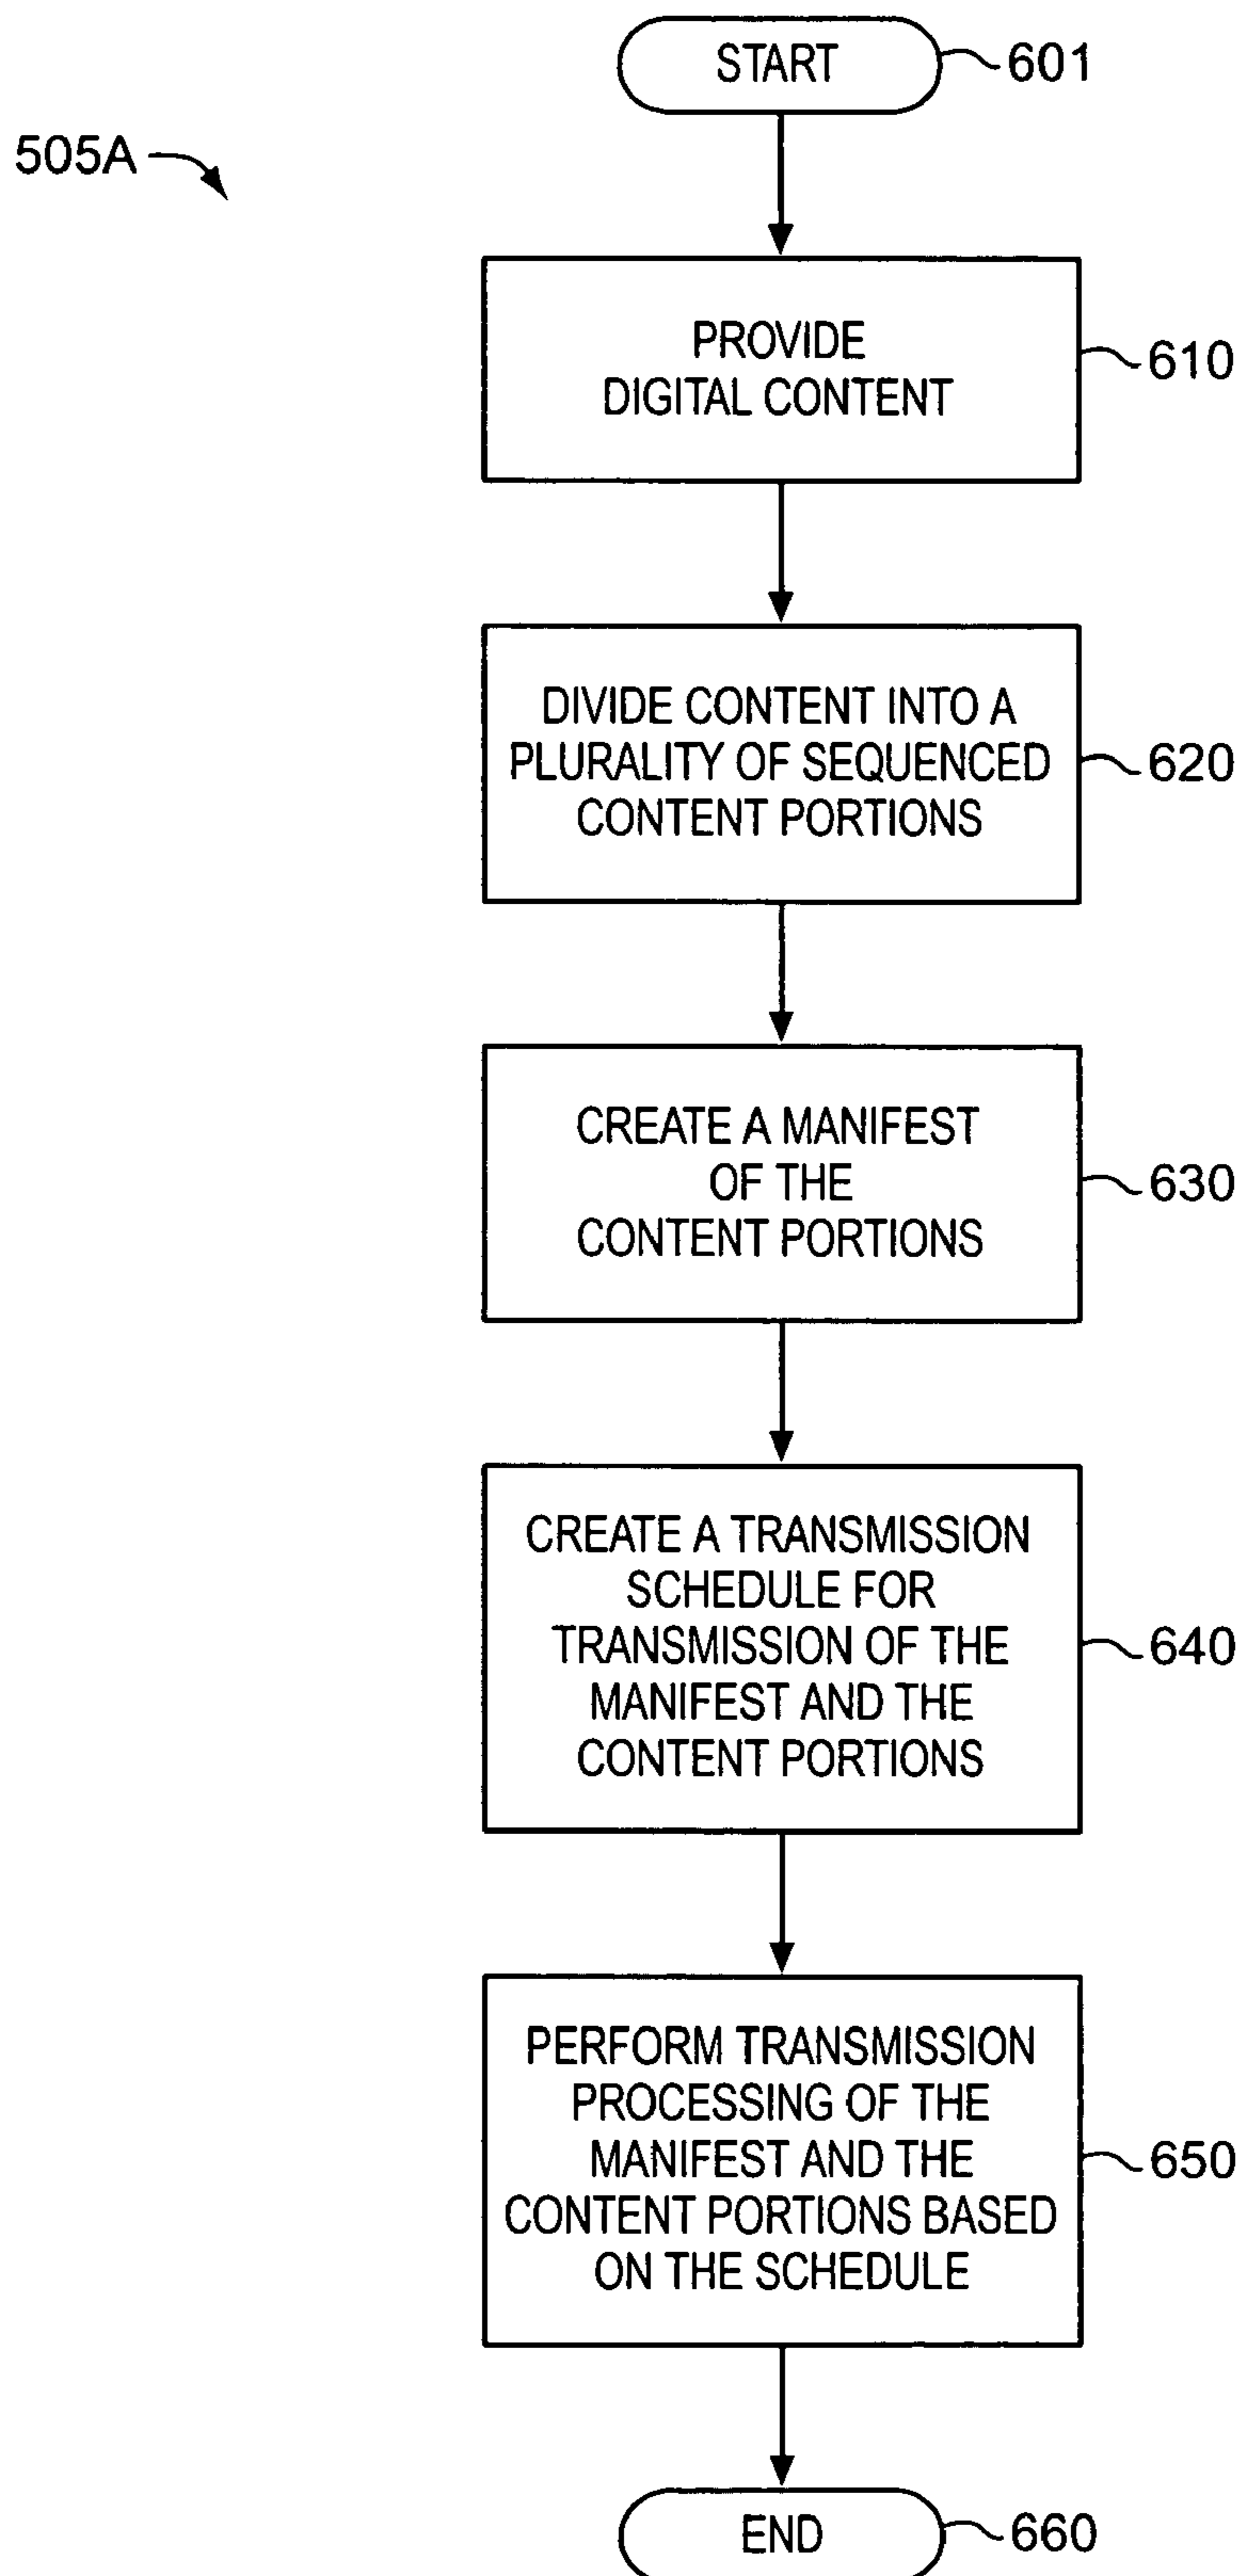 START
601
505A
PROVIDE
DIGITAL CONTENT
610
DIVIDE CONTENT INTO A
PLURALITY OF SEQUENCED
CONTENT PORTIONS
620
CREATE A MANIFEST
OF THE
CONTENT PORTIONS
630
CREATE A TRANSMISSION
SCHEDULE FOR
TRANSMISSION OF THE
MANIFEST AND THE
CONTENT PORTIONS
640
PERFORM TRANSMISSION
PROCESSING OF THE
MANIFEST AND THE
CONTENT PORTIONS BASED
ON THE SCHEDULE
650
END
660